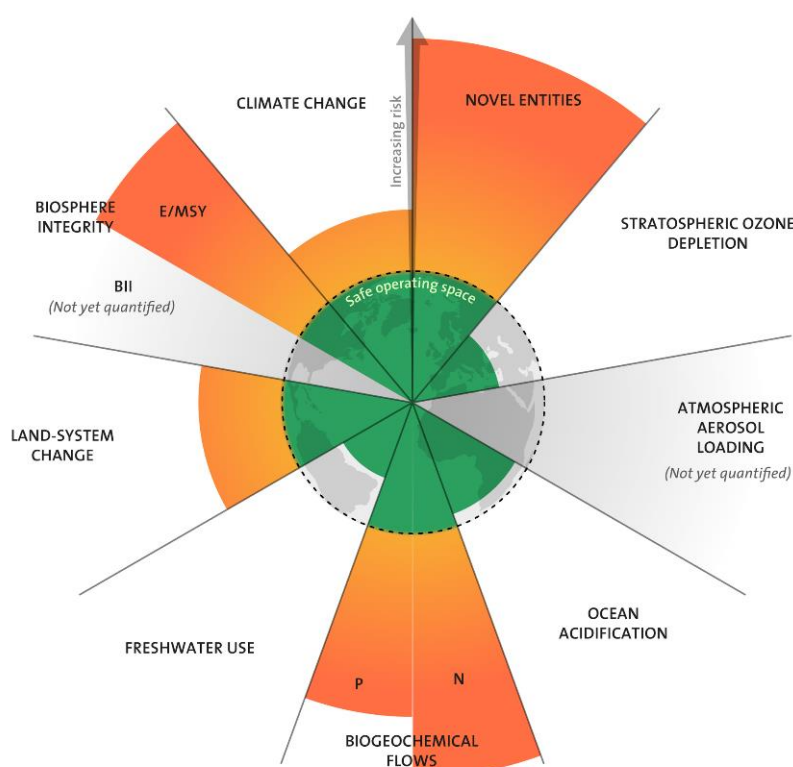 CLIMATE CHANGE
NOVEL ENTITIES
Increasing risk
BIOSPHERE
INTEGRITY
E/MSY
STRATOSPHERIC OZONE
DEPLETION
BII
(Not yet quantified)
Safe operating space
LAND-SYSTEM
CHANGE
ATMOSPHERIC
AEROSOL
LOADING
(Not yet quantified)
FRESHWATER USE
OCEAN
ACIDIFICATION
P
N
BIOGEOCHEMICAL
FLOWS